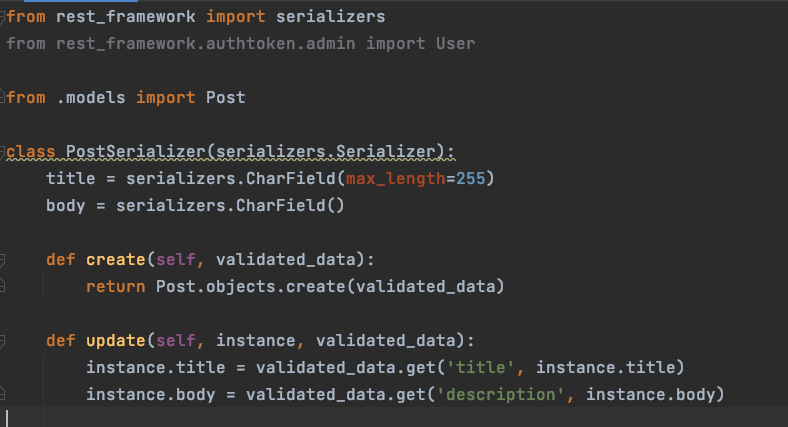 from rest_framework import serializers
from rest_framework.authtoken.admin import User
from .models import Post
class PostSerializer(serializers.Serializer):
title = serializers.CharField(max_length=255)
body = serializers.CharField()
def create(self, validated_data):
return Post.objects.create(validated_data)
def update(self, instance, validated_data):
instance.title = validated_data.get('title', instance.title)
instance.body = validated_data.get('description', instance.body)